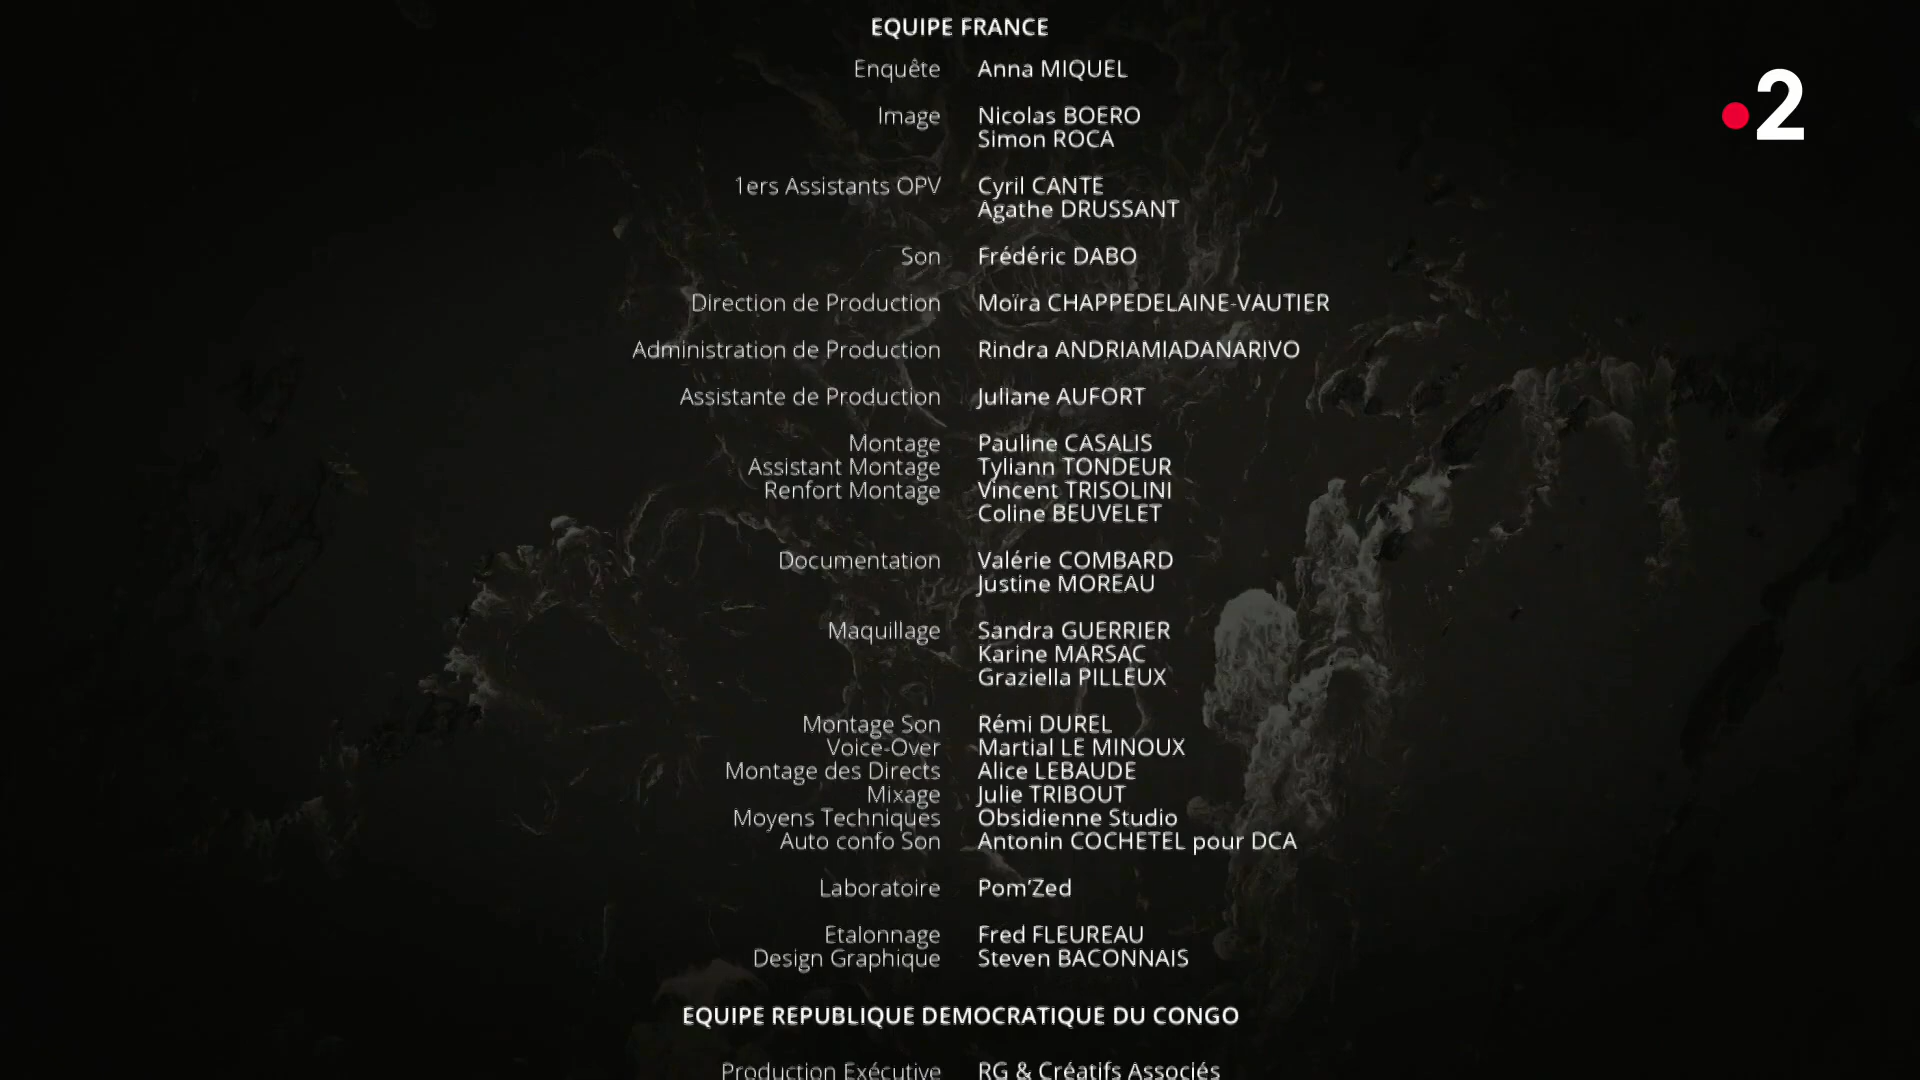 EQUIPE FRANCE
Enquête Anna MIQUEL
Image Nicolas BOERO
Simon ROCA
1ers Assistants OPV Cyril CANTE
Agathe DRUSSANT
Son Frédéric DABO
Direction de Production Moïra CHAPPEDELAINE-VAUTIER
Administration de Production Rindra ANDRIAMIADANARIVO
Assistante de Production Juliane AUFORT
Montage Pauline CASALIS
Assistant Montage Tyliann TONDEUR
Renfort Montage Vincent TRISOLINI
Coline BEUVELET
Documentation Valérie COMBARD
Justine MOREAU
Maquillage Sandra GUERRIER
Karine MARSAC
Graziella PILLEUX
Montage Son Rémi DUREL
Voice-Over Martial LE MINOUX
Montage des Directs Alice LEBAUDE
Mixage Julie TRIBOUT
Moyens Techniques Obsidienne Studio
Auto confo Son Antonin COCHETEL pour DCA
Laboratoire Pom'Zed
Etalonnage Fred FLEUREAU
Design Graphique Steven BACONNAIS
EQUIPE REPUBLIQUE DEMOCRATIQUE DU CONGO
Production Exécutive RG & Créatifs Associés
2